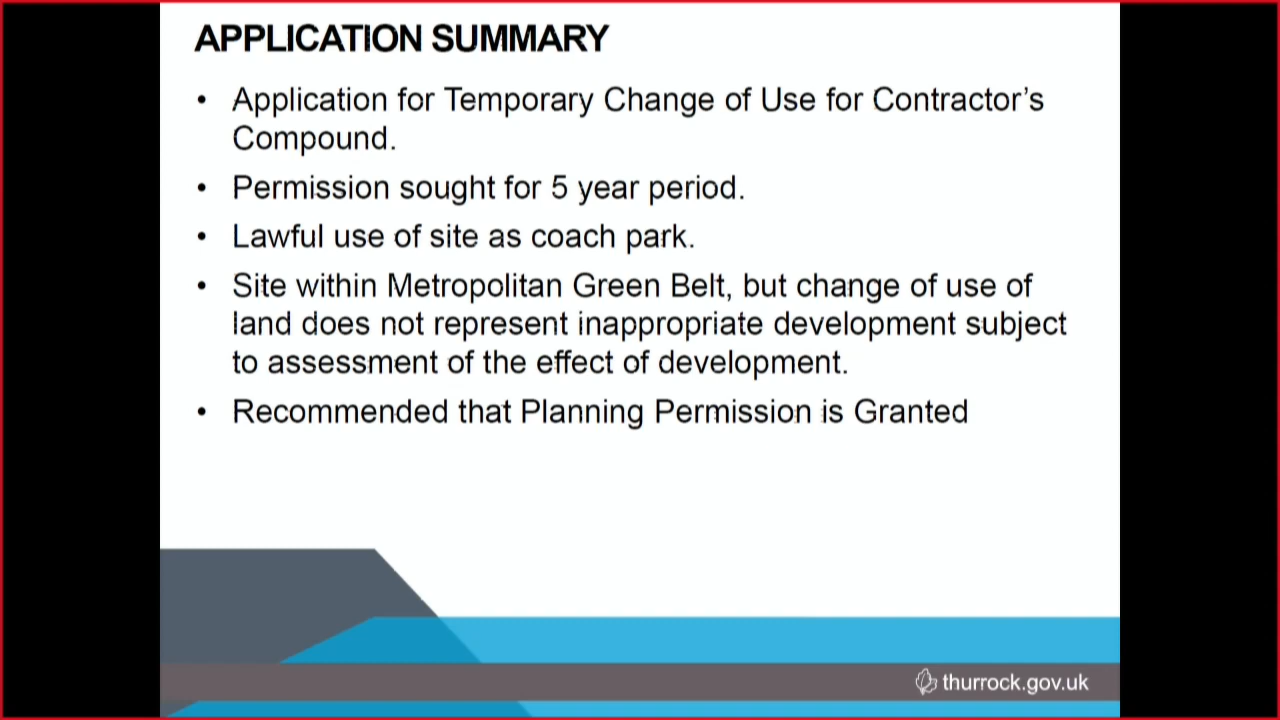 APPLICATION SUMMARY
• Application for Temporary Change of Use for Contractor’s
Compound.
• Permission sought for 5 year period.
• Lawful use of site as coach park.
• Site within Metropolitan Green Belt, but change of use of
land does not represent inappropriate development subject
to assessment of the effect of development.
• Recommended that Planning Permission is Granted
thurrock.gov.uk